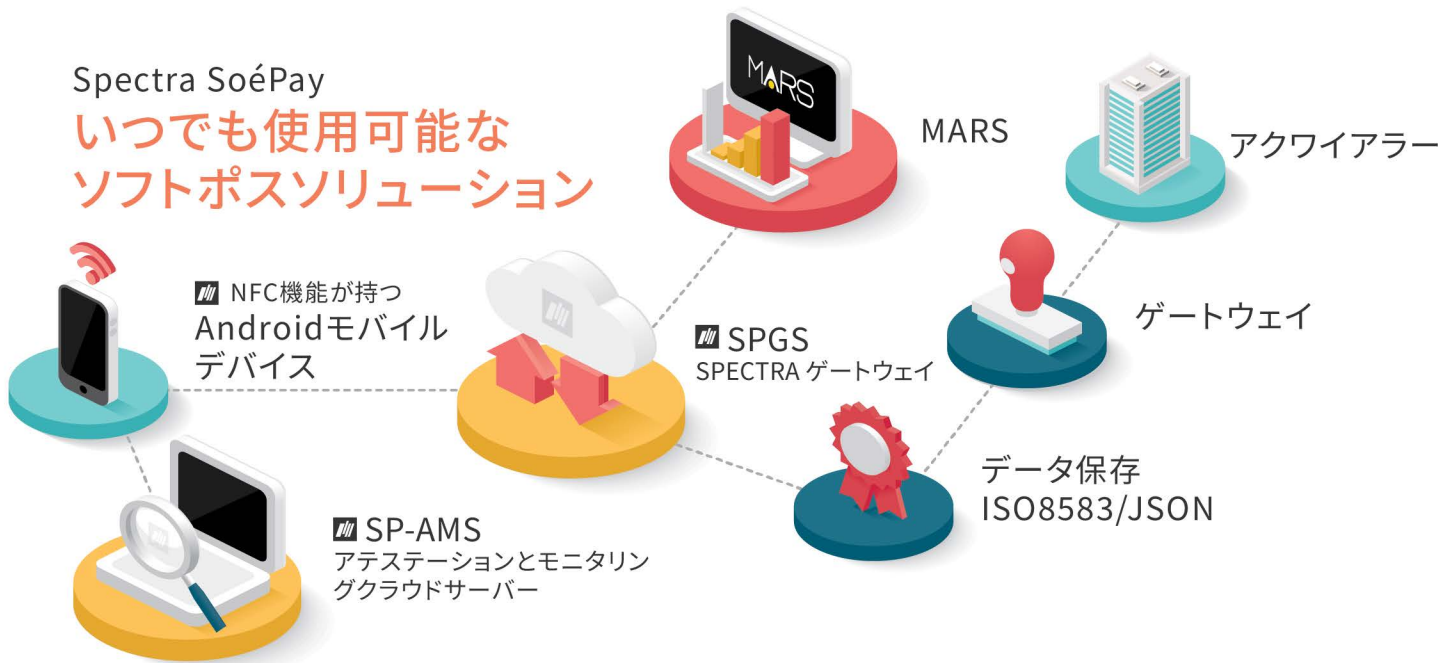 Spectra SoéPay
いつでも使用可能な
ソフトポスソリューション
MARS
MARS
アクワイアラー
NFC機能が持つ
Androidモバイル
デバイス
SPGS
SPECTRA ゲートウェイ
ゲートウェイ
データ保存
ISO8583/JSON
SP-AMS
アテステーションとモニタリン
グクラウドサーバー